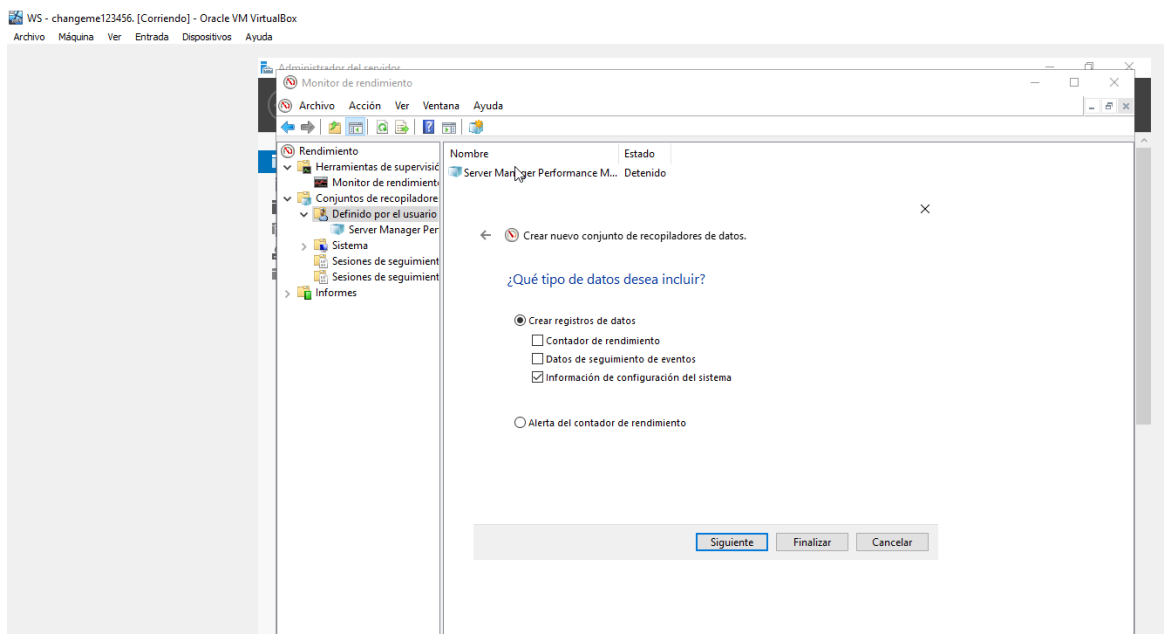 WS - changeme123456. [Corriendo] - Oracle VM VirtualBox
Archivo Máquina Ver Entrada Dispositivos Ayuda
Administrador del servidor
Monitor de rendimiento
Archivo Acción Ver Ventana Ayuda
Rendimiento
Herramientas de supervisió
Monitor de rendimient
Conjuntos de recopiladore
Definido por el usuario
Server Manager Per
Sistema
Sesiones de seguimient
Sesiones de seguimient
Informes
Nombre Estado
Server Manager Performance M... Detenido
Crear nuevo conjunto de recopiladores de datos.
¿Qué tipo de datos desea incluir?
Crear registros de datos
Contador de rendimiento
Datos de seguimiento de eventos
Información de configuración del sistema
Alerta del contador de rendimiento
Siguiente Finalizar Cancelar